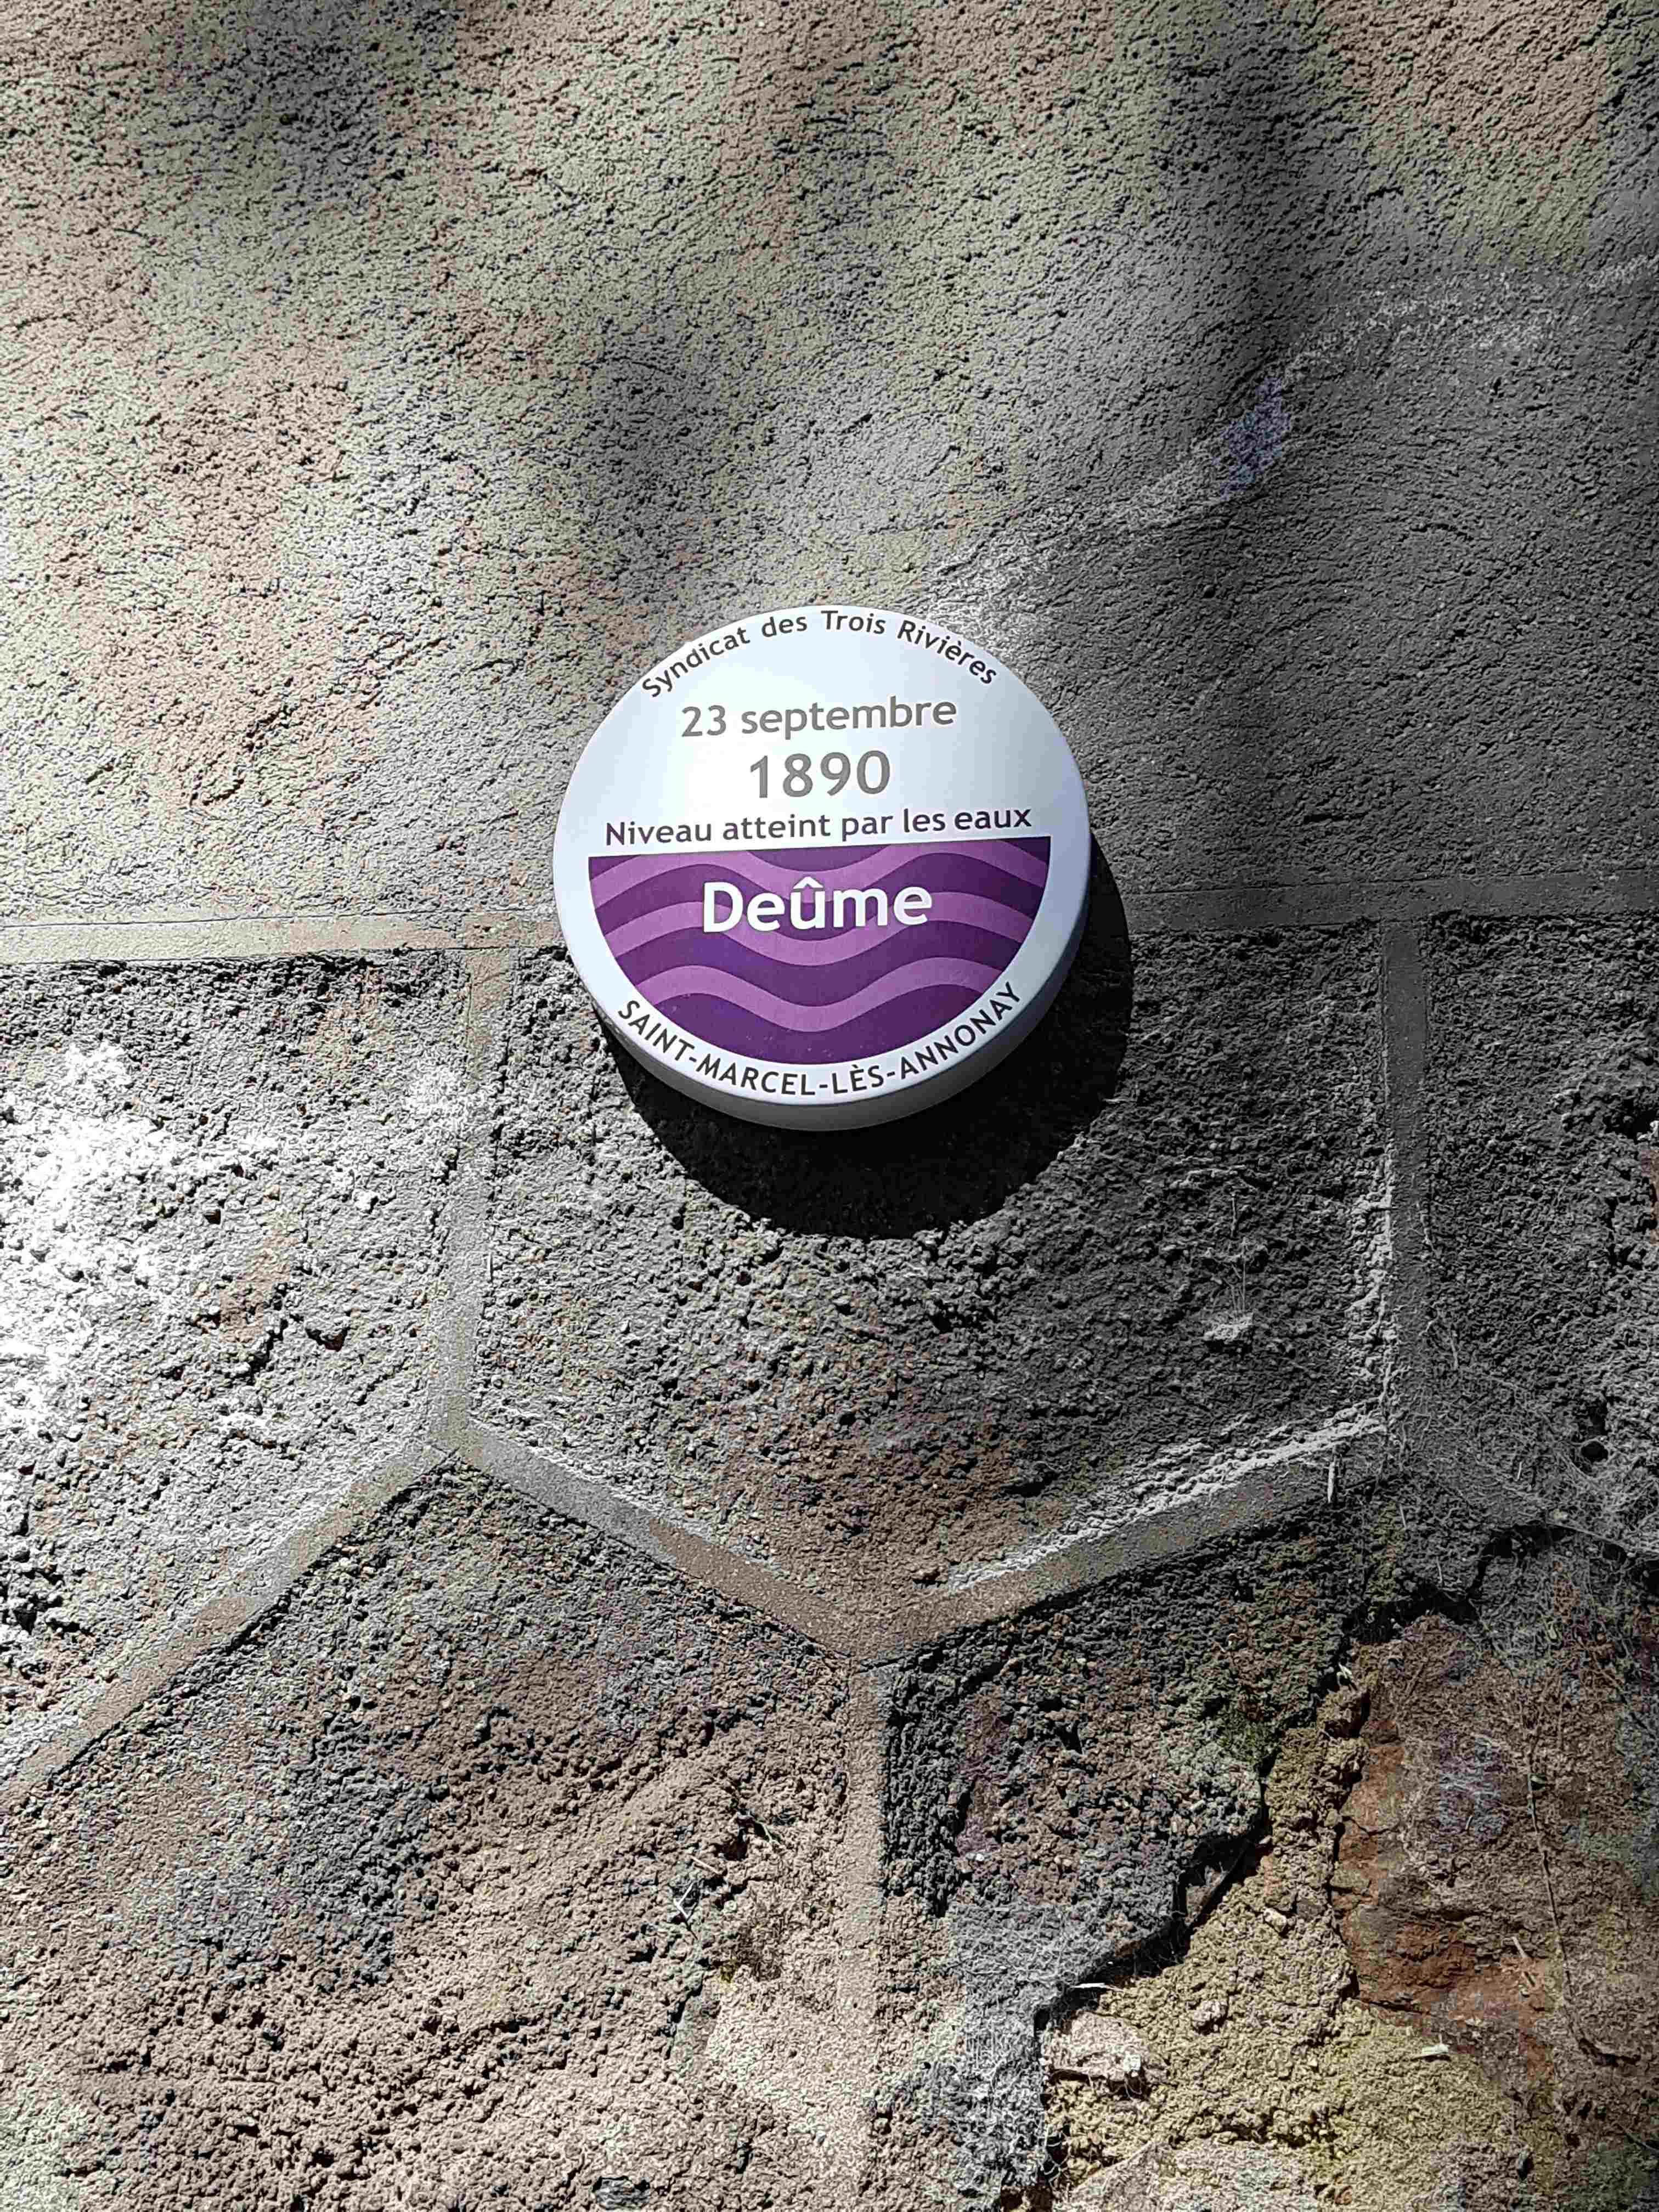 Syndicat des Trois Rivières
23 septembre
1890
Niveau atteint par les eaux
Deûme
SAINT-MARCEL-LÈS-ANNONAY